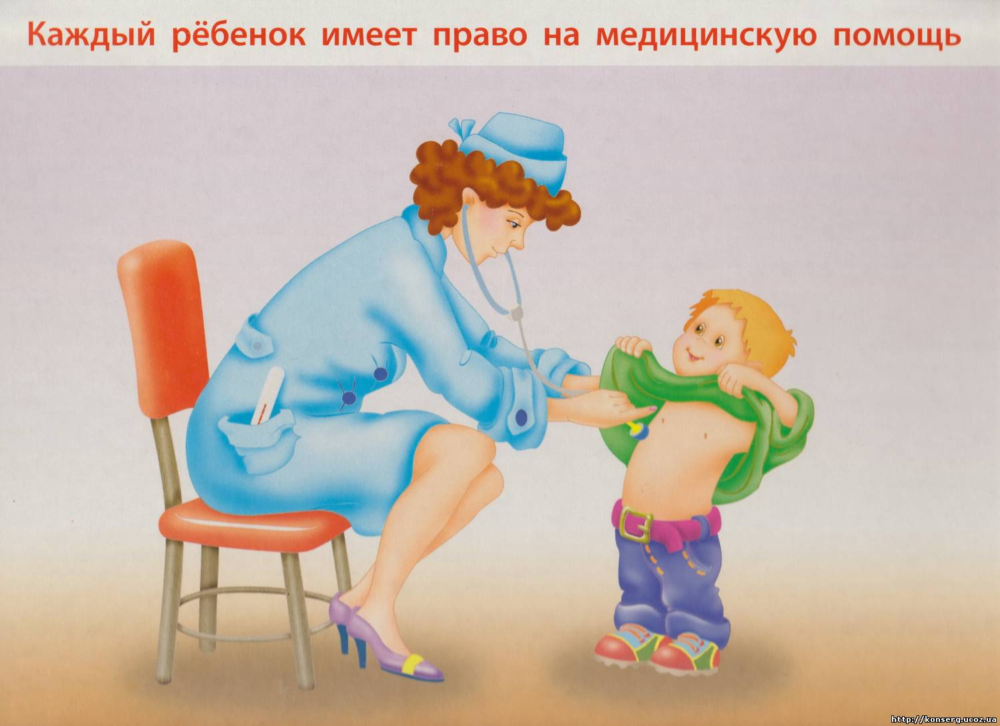 Каждый рёбенок имеет право на медицинскую помощь
http://konserg.ucoz.ua